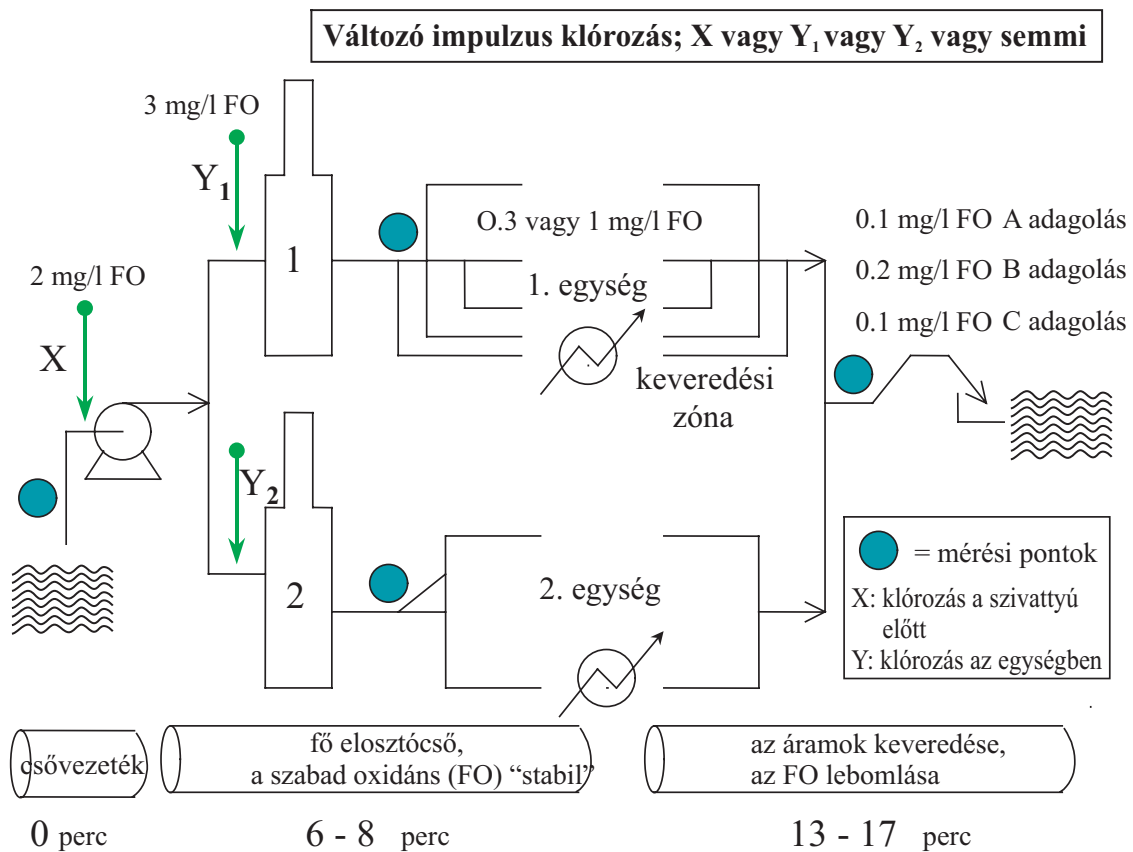 Változó impulzus klórozás; X vagy Y1 vagy Y2 vagy semmi
3 mg/l FO
Y1
2 mg/l FO
X
1
O.3 vagy 1 mg/l FO
1. egység
keveredési
zóna
0.1 mg/l FO A adagolás
0.2 mg/l FO B adagolás
0.1 mg/l FO C adagolás
Y2
2
2. egység
= mérési pontok
X: klórozás a szivattyú
előtt
Y: klórozás az egységben
csővezeték
fő elosztócső,
a szabad oxidáns (FO) “stabil”
az áramok keveredése,
az FO lebomlása
0 perc
6 - 8 perc
13 - 17 perc